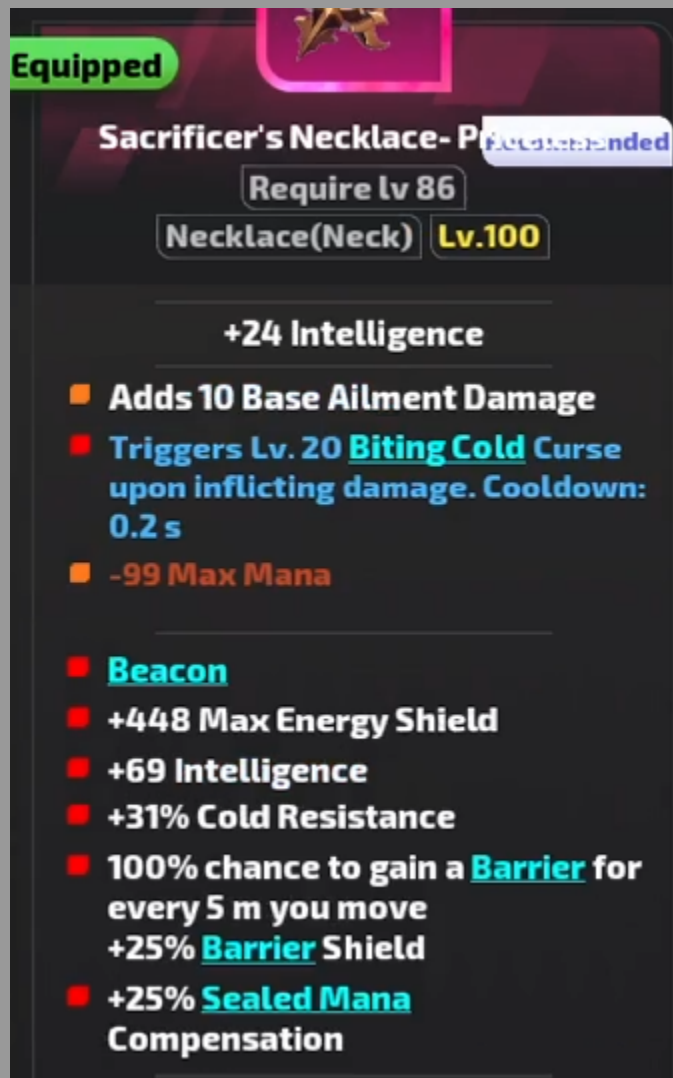 Equipped
Sacrificer's Necklace-
Require lv 86
Necklace(Neck) Lv.100
+24 Intelligence
Adds 10 Base Ailment Damage
Triggers Lv. 20 Biting Cold Curse
upon inflicting damage. Cooldown:
0.2 s
-99 Max Mana
Beacon
+448 Max Energy Shield
+69 Intelligence
+31% Cold Resistance
100% chance to gain a Barrier for
every 5 m you move
+25% Barrier Shield
+25% Sealed Mana
Compensation